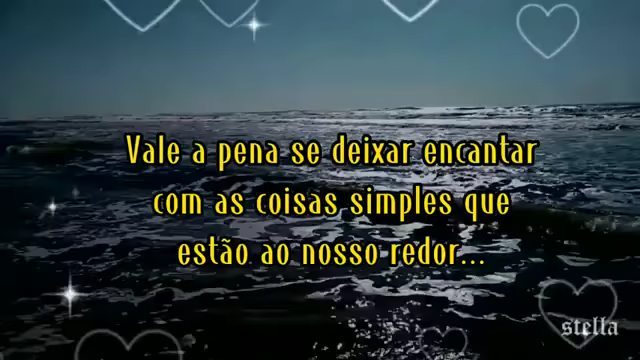 Vale a pena se deixar encantar
com as coisas simples que
estão ao nosso redor...
stella